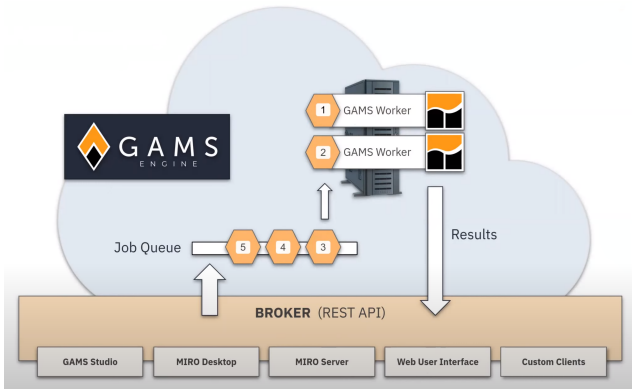 1 GAMS Worker
2 GAMS Worker
GAMS
ENGINE
Job Queue
5 4 3
Results
BROKER (REST API)
GAMS Studio
MIRO Desktop
MIRO Server
Web User Interface
Custom Clients